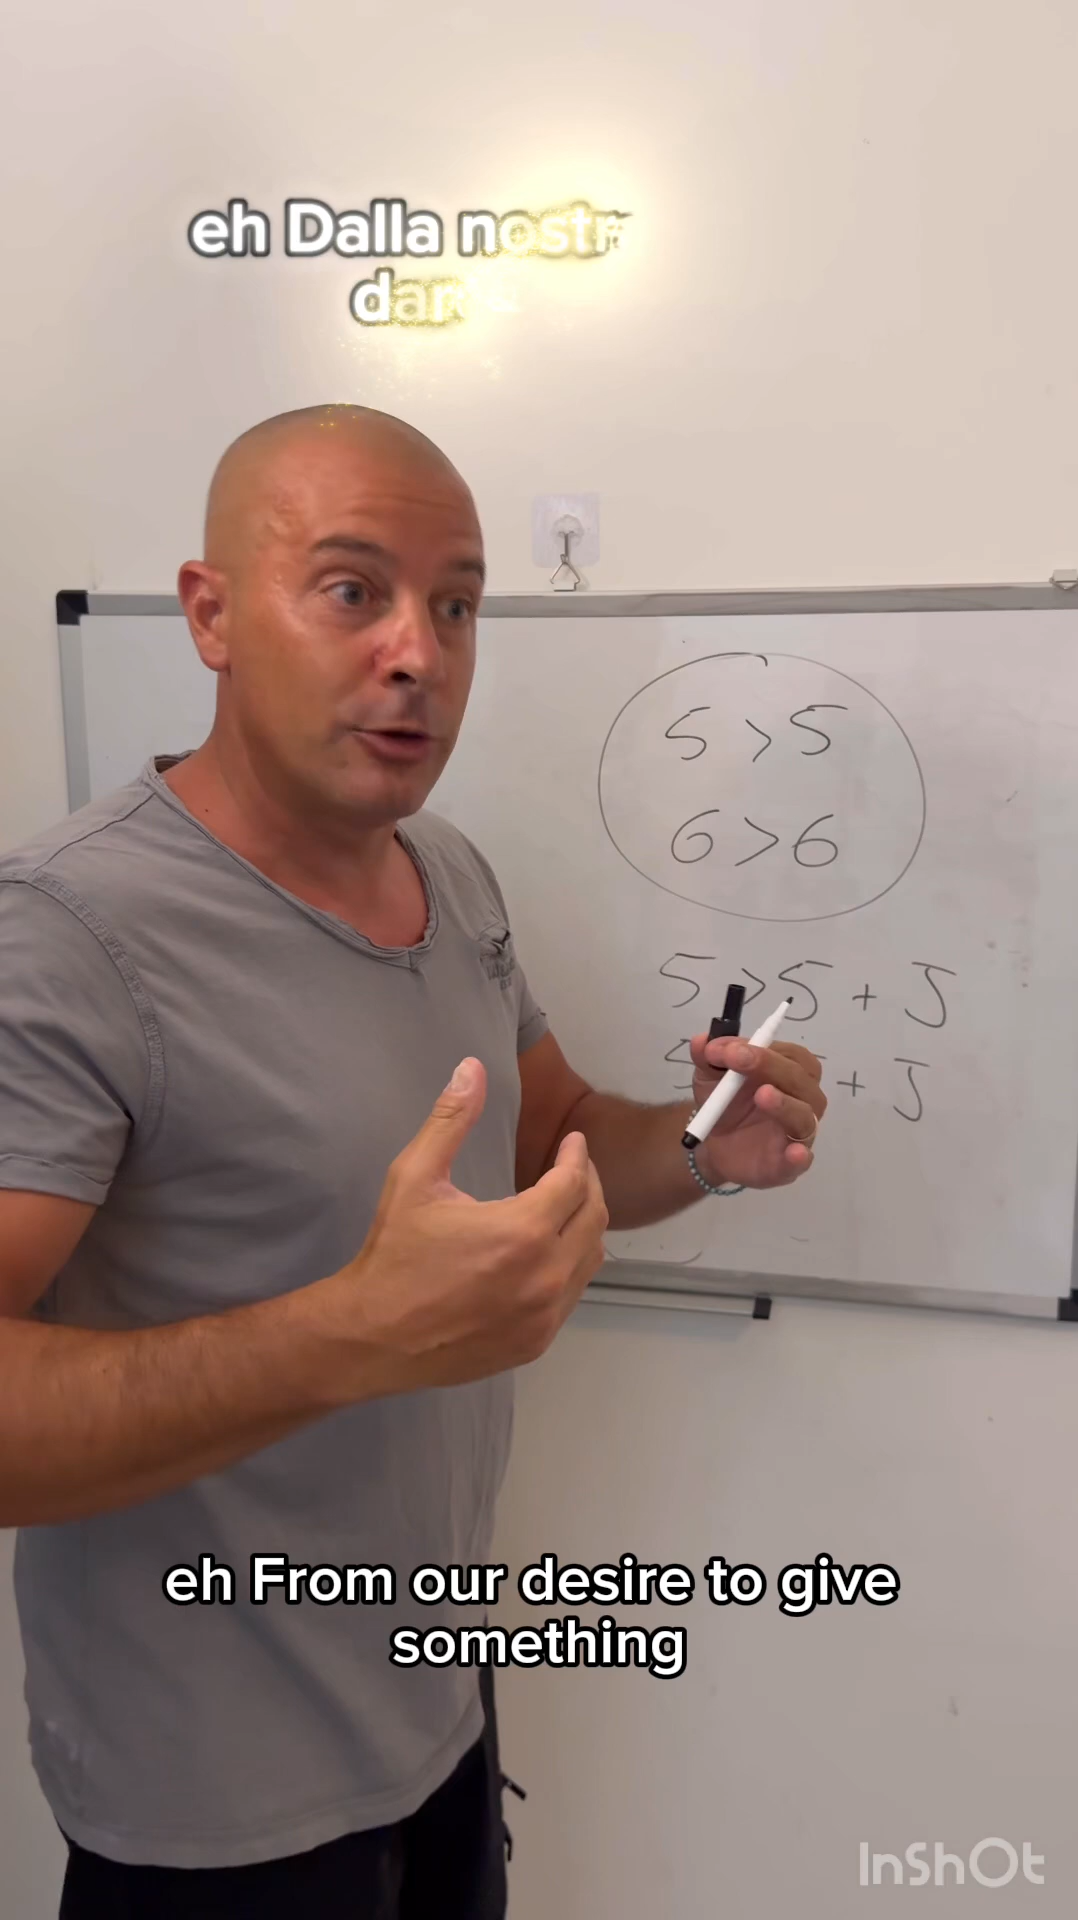 eh Dalla
5 > 5
6 > 6
5 > 5 + J
+ J
eh From our desire to give
something
InShOt